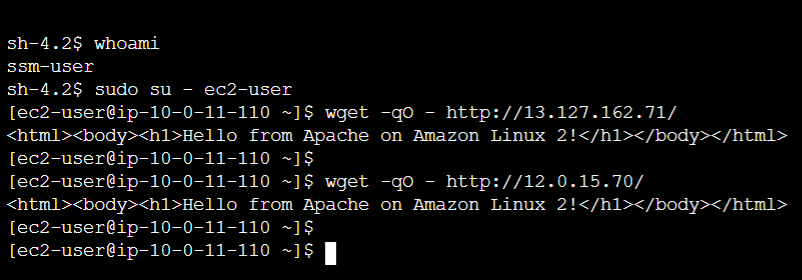 sh-4.2$ whoami
ssm-user
sh-4.2$ sudo su - ec2-user
[ec2-user@ip-10-0-11-110 ~]$ wget -qO - http://13.127.162.71/
<html><body><h1>Hello from Apache on Amazon Linux 2!</h1></body></html>
[ec2-user@ip-10-0-11-110 ~]$
[ec2-user@ip-10-0-11-110 ~]$ wget -qO - http://12.0.15.70/
<html><body><h1>Hello from Apache on Amazon Linux 2!</h1></body></html>
[ec2-user@ip-10-0-11-110 ~]$
[ec2-user@ip-10-0-11-110 ~]$